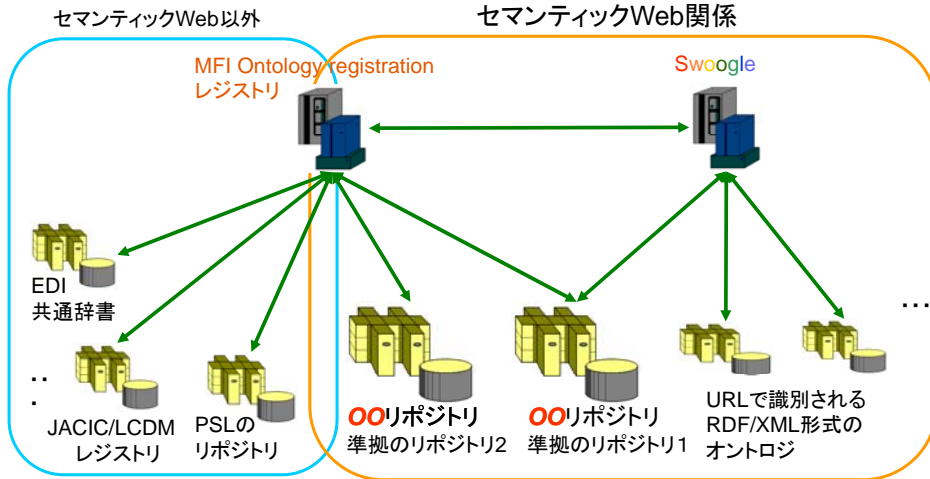 セマンティックWeb以外
セマンティックWeb関係
MFI Ontology registration
レジストリ
Swoogle
EDI
共通辞書
‥
.
JACIC/LCDM
レジストリ
PSLの
リポジトリ
OOリポジトリ
準拠のリポジトリ2
OOリポジトリ
準拠のリポジトリ1
URLで識別される
RDF/XML形式の
オントロジ
…